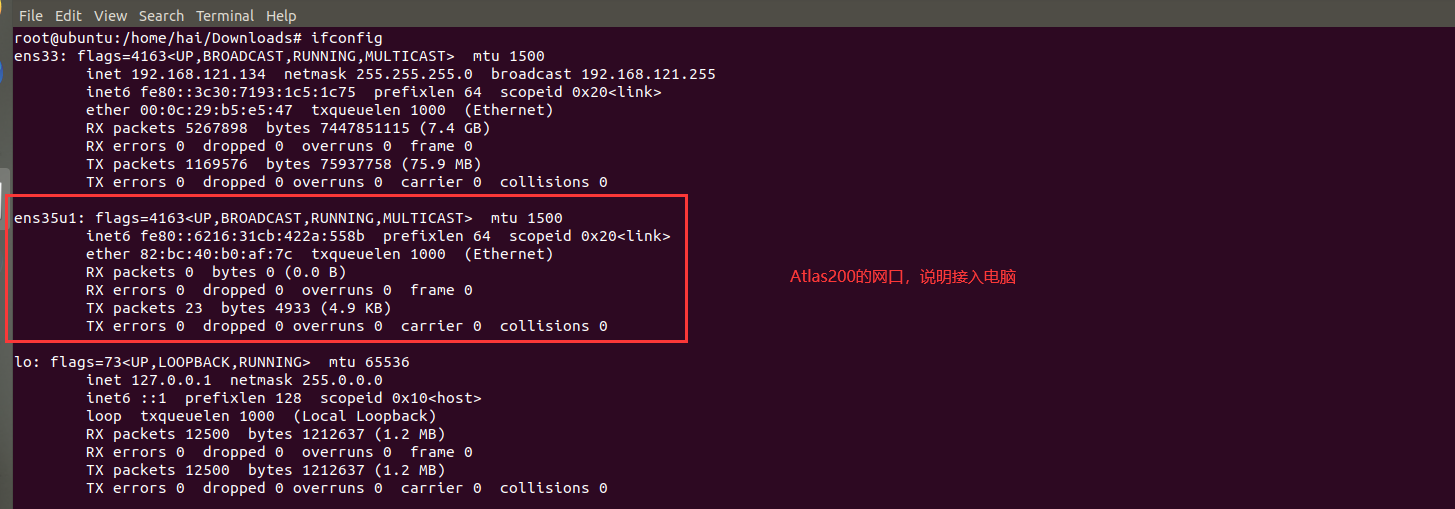 File Edit View Search Terminal Help
root@ubuntu:/home/hai/Downloads# ifconfig
ens33: flags=4163<UP,BROADCAST,RUNNING,MULTICAST>  mtu 1500
        inet 192.168.121.134  netmask 255.255.255.0  broadcast 192.168.121.255
        inet6 fe80::3c30:7193:1c5:1c75  prefixlen 64  scopeid 0x20<link>
        ether 00:0c:29:b5:e5:47  txqueuelen 1000  (Ethernet)
        RX packets 5267898  bytes 7447851115 (7.4 GB)
        RX errors 0  dropped 0  overruns 0  frame 0
        TX packets 1169576  bytes 75937758 (75.9 MB)
        TX errors 0  dropped 0 overruns 0  carrier 0  collisions 0
ens35u1: flags=4163<UP,BROADCAST,RUNNING,MULTICAST>  mtu 1500
        inet6 fe80::6216:31cb:422a:558b  prefixlen 64  scopeid 0x20<link>
        ether 82:bc:40:b0:af:7c  txqueuelen 1000  (Ethernet)
        RX packets 0  bytes 0 (0.0 B)
        RX errors 0  dropped 0  overruns 0  frame 0
        TX packets 23  bytes 4933 (4.9 KB)
        TX errors 0  dropped 0 overruns 0  carrier 0  collisions 0
Atlas200的网口，说明接入电脑
lo: flags=73<UP,LOOPBACK,RUNNING>  mtu 65536
        inet 127.0.0.1  netmask 255.0.0.0
        inet6 ::1  prefixlen 128  scopeid 0x10<host>
        loop  txqueuelen 1000  (Local Loopback)
        RX packets 12500  bytes 1212637 (1.2 MB)
        RX errors 0  dropped 0  overruns 0  frame 0
        TX packets 12500  bytes 1212637 (1.2 MB)
        TX errors 0  dropped 0 overruns 0  carrier 0  collisions 0